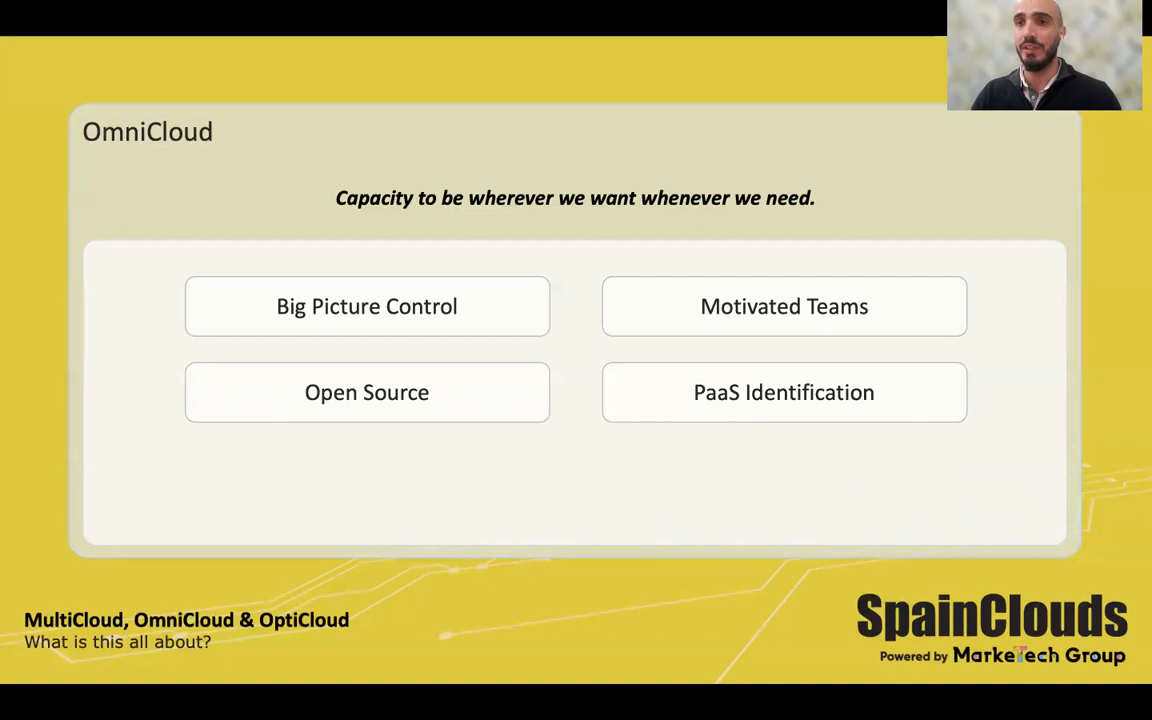 OmniCloud
Capacity to be wherever we want whenever we need.
Big Picture Control
Motivated Teams
Open Source
PaaS Identification
MultiCloud, OmniCloud & OptiCloud
What is this all about?
SpainClouds
Powered by MarkeTech Group